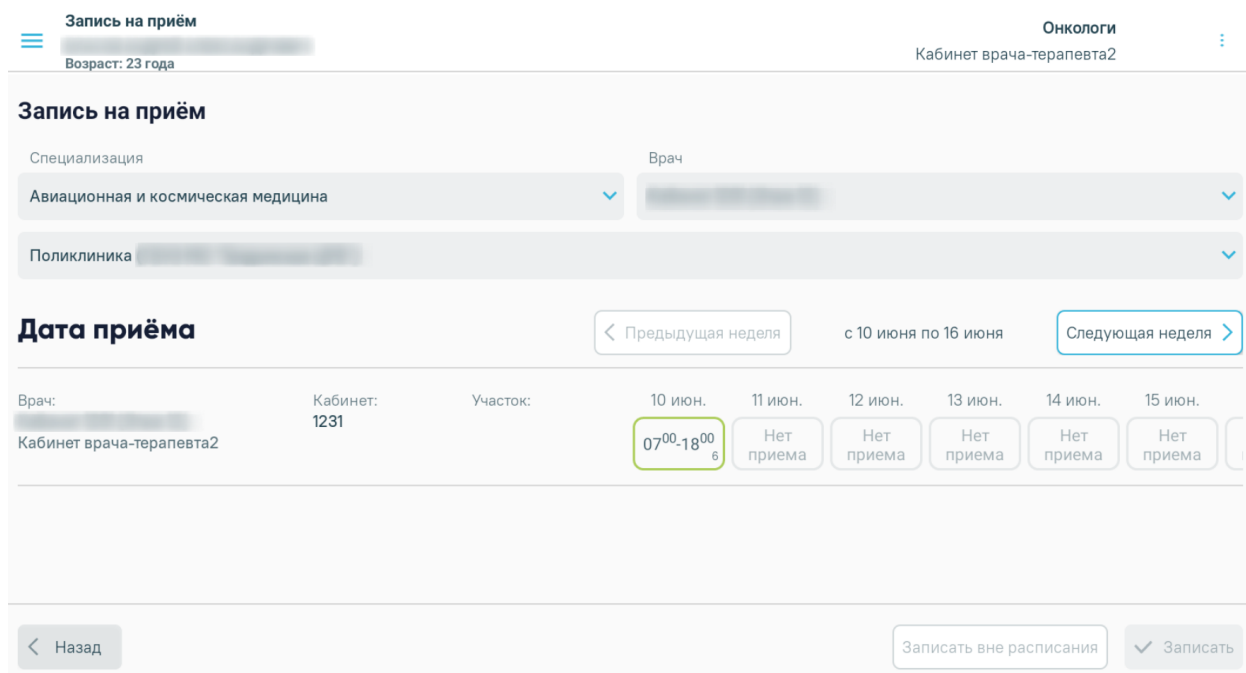 Запись на приём
Возраст: 23 года
Онкологи
Кабинет врача-терапевта2
Запись на приём
Специализация
Врач
Авиационная и космическая медицина
Поликлиника
Дата приёма
Предыдущая неделя
с 10 июня по 16 июня
Следующая неделя
Врач:
Кабинет:
Участок:
10 июн.
11 июн.
12 июн.
13 июн.
14 июн.
15 июн.
1231
Кабинет врача-терапевта2
07⁰⁰-18⁰⁰
6
Нет
приема
Нет
приема
Нет
приема
Нет
приема
Нет
приема
Назад
Записать вне расписания
Записать